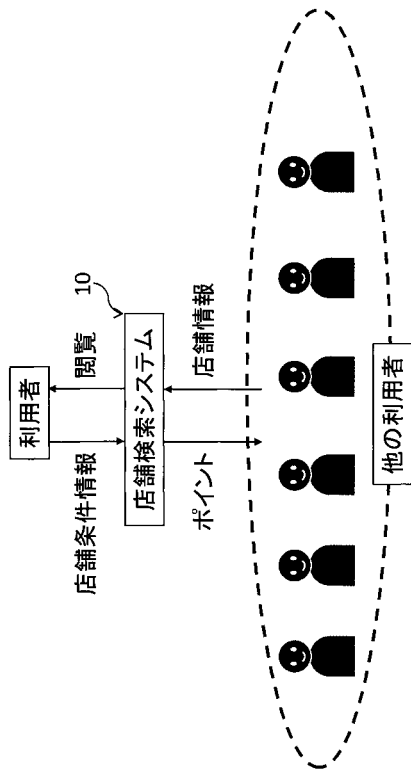 利用者
店舗条件情報
閲覧
10
店舗検索システム
ポイント
店舗情報
他の利用者